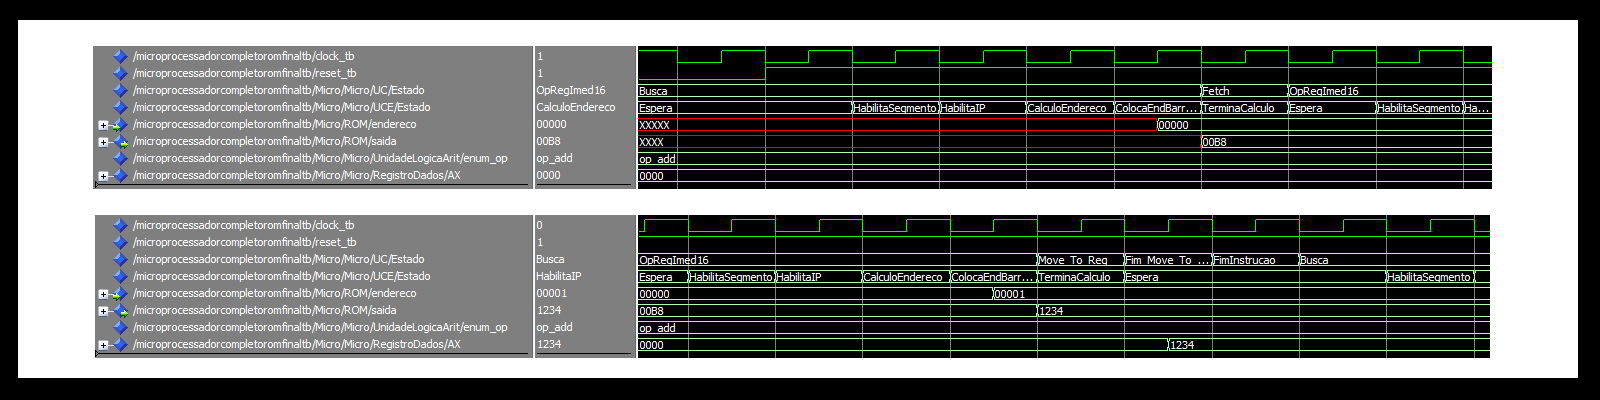 /microprocessadorcompletoromfinaltb/clock_tb 1
/microprocessadorcompletoromfinaltb/reset_tb 1
/microprocessadorcompletoromfinaltb/Micro/Micro/UC/Estado OpRegImed16 Busca Fetch OpRegImed16
/microprocessadorcompletoromfinaltb/Micro/Micro/UCE/Estado CalculoEndereco Espera HabilitaSegmento HabilitaIP CalculoEndereco ColocaEndBarr... TerminaCalculo Espera HabilitaSegmento Ha...
/microprocessadorcompletoromfinaltb/Micro/ROM/endereco 00000 XXXXX 00000
/microprocessadorcompletoromfinaltb/Micro/ROM/saida 00B8 XXXX 00B8
/microprocessadorcompletoromfinaltb/Micro/Micro/UnidadeLogicaArit/enum_op op_add op_add
/microprocessadorcompletoromfinaltb/Micro/Micro/RegistroDados/AX 0000 0000
/microprocessadorcompletoromfinaltb/clock_tb 0
/microprocessadorcompletoromfinaltb/reset_tb 1
/microprocessadorcompletoromfinaltb/Micro/Micro/UC/Estado Busca OpRegImed16 Move_To_Reg Fim_Move_To_... FimInstrucao Busca
/microprocessadorcompletoromfinaltb/Micro/Micro/UCE/Estado HabilitaIP Espera HabilitaSegmento HabilitaIP CalculoEndereco ColocaEndBarr... TerminaCalculo Espera HabilitaSegmento
/microprocessadorcompletoromfinaltb/Micro/ROM/endereco 00001 00000 00001
/microprocessadorcompletoromfinaltb/Micro/ROM/saida 1234 00B8 1234
/microprocessadorcompletoromfinaltb/Micro/Micro/UnidadeLogicaArit/enum_op op_add op_add
/microprocessadorcompletoromfinaltb/Micro/Micro/RegistroDados/AX 1234 0000 1234